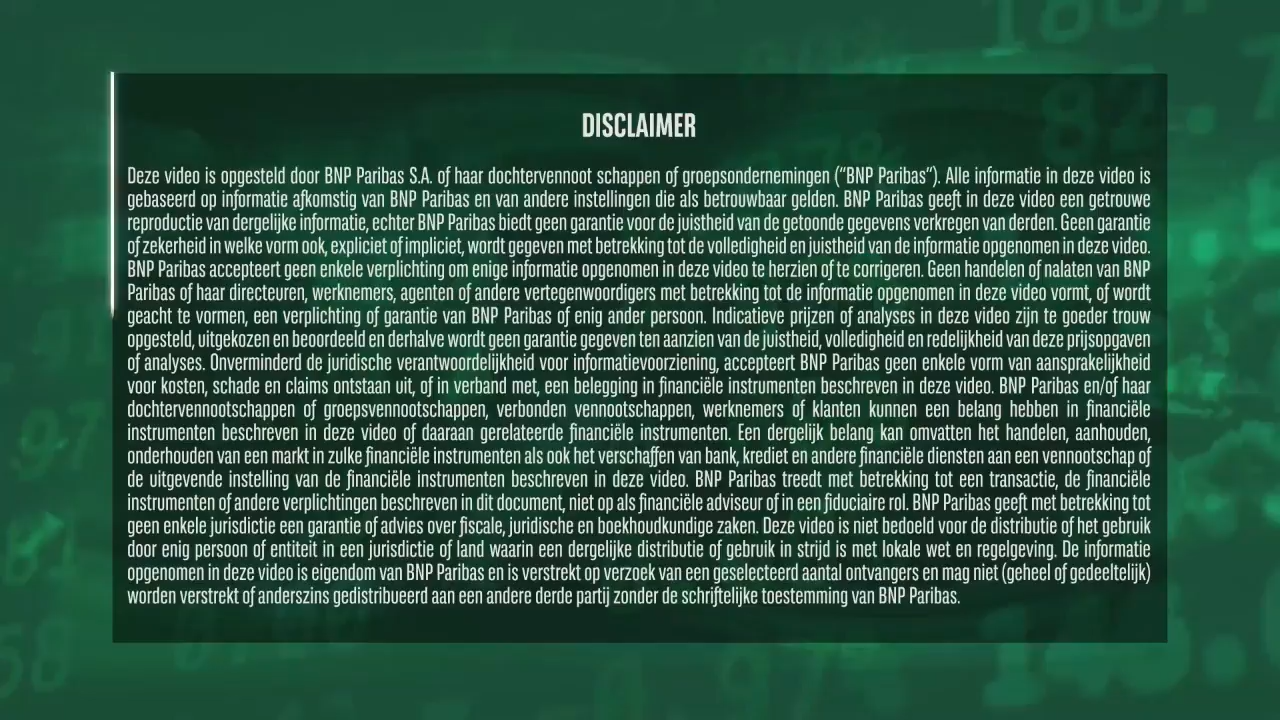 DISCLAIMER
Deze video is opgesteld door BNP Paribas S.A. of haar dochtervennoot schappen of groepsondernemingen (“BNP Paribas”). Alle informatie in deze video is
gebaseerd op informatie afkomstig van BNP Paribas en van andere instellingen die als betrouwbaar gelden. BNP Paribas geeft in deze video een getrouwe
reproductie van dergelijke informatie, echter BNP Paribas biedt geen garantie voor de juistheid van de getoonde gegevens verkregen van derden. Geen garantie
of zekerheid in welke vorm ook, expliciet of impliciet, wordt gegeven met betrekking tot de volledigheid en juistheid van de informatie opgenomen in deze video.
BNP Paribas accepteert geen enkele verplichting om enige informatie opgenomen in deze video te herzien of te corrigeren. Geen handelen of nalaten van BNP
Paribas of haar directeuren, werknemers, agenten of andere vertegenwoordigers met betrekking tot de informatie opgenomen in deze video vormt, of wordt
geacht te vormen, een verplichting of garantie van BNP Paribas of enig ander persoon. Indicatieve prijzen of analyses in deze video zijn te goeder trouw
opgesteld, uitgekozen en beoordeeld en derhalve wordt geen garantie gegeven ten aanzien van de juistheid, volledigheid en redelijkheid van deze prijsopgaven
of analyses. Onverminderd de juridische verantwoordelijkheid voor informatievoorziening, accepteert BNP Paribas geen enkele vorm van aansprakelijkheid
voor kosten, schade en claims ontstaan uit, of in verband met, een belegging in financiële instrumenten beschreven in deze video. BNP Paribas en/of haar
dochtervennootschappen of groepsvennootschappen, verbonden vennootschappen, werknemers of klanten kunnen een belang hebben in financiële
instrumenten beschreven in deze video of daaraan gerelateerde financiële instrumenten. Een dergelijk belang kan omvatten het handelen, aanhouden,
onderhouden van een markt in zulke financiële instrumenten als ook het verschaffen van bank, krediet en andere financiële diensten aan een vennootschap of
de uitgevende instelling van de financiële instrumenten beschreven in deze video. BNP Paribas treedt met betrekking tot een transactie, de financiële
instrumenten of andere verplichtingen beschreven in dit document, niet op als financiële adviseur of in een fiduciaire rol. BNP Paribas geeft met betrekking tot
geen enkele jurisdictie een garantie of advies over fiscale, juridische en boekhoudkundige zaken. Deze video is niet bedoeld voor de distributie of het gebruik
door enig persoon of entiteit in een jurisdictie of land waarin een dergelijke distributie of gebruik in strijd is met lokale wet en regelgeving. De informatie
opgenomen in deze video is eigendom van BNP Paribas en is verstrekt op verzoek van een geselecteerd aantal ontvangers en mag niet (geheel of gedeeltelijk)
worden verstrekt of anderszins gedistribueerd aan een andere derde partij zonder de schriftelijke toestemming van BNP Paribas.